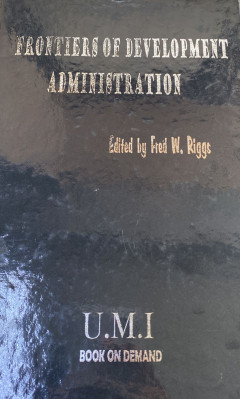 FRONTIERS OF DEVELOPMENT
ADMINISTRATION
Edited by Fred W. Riggs
U.M.I
BOOK ON DEMAND